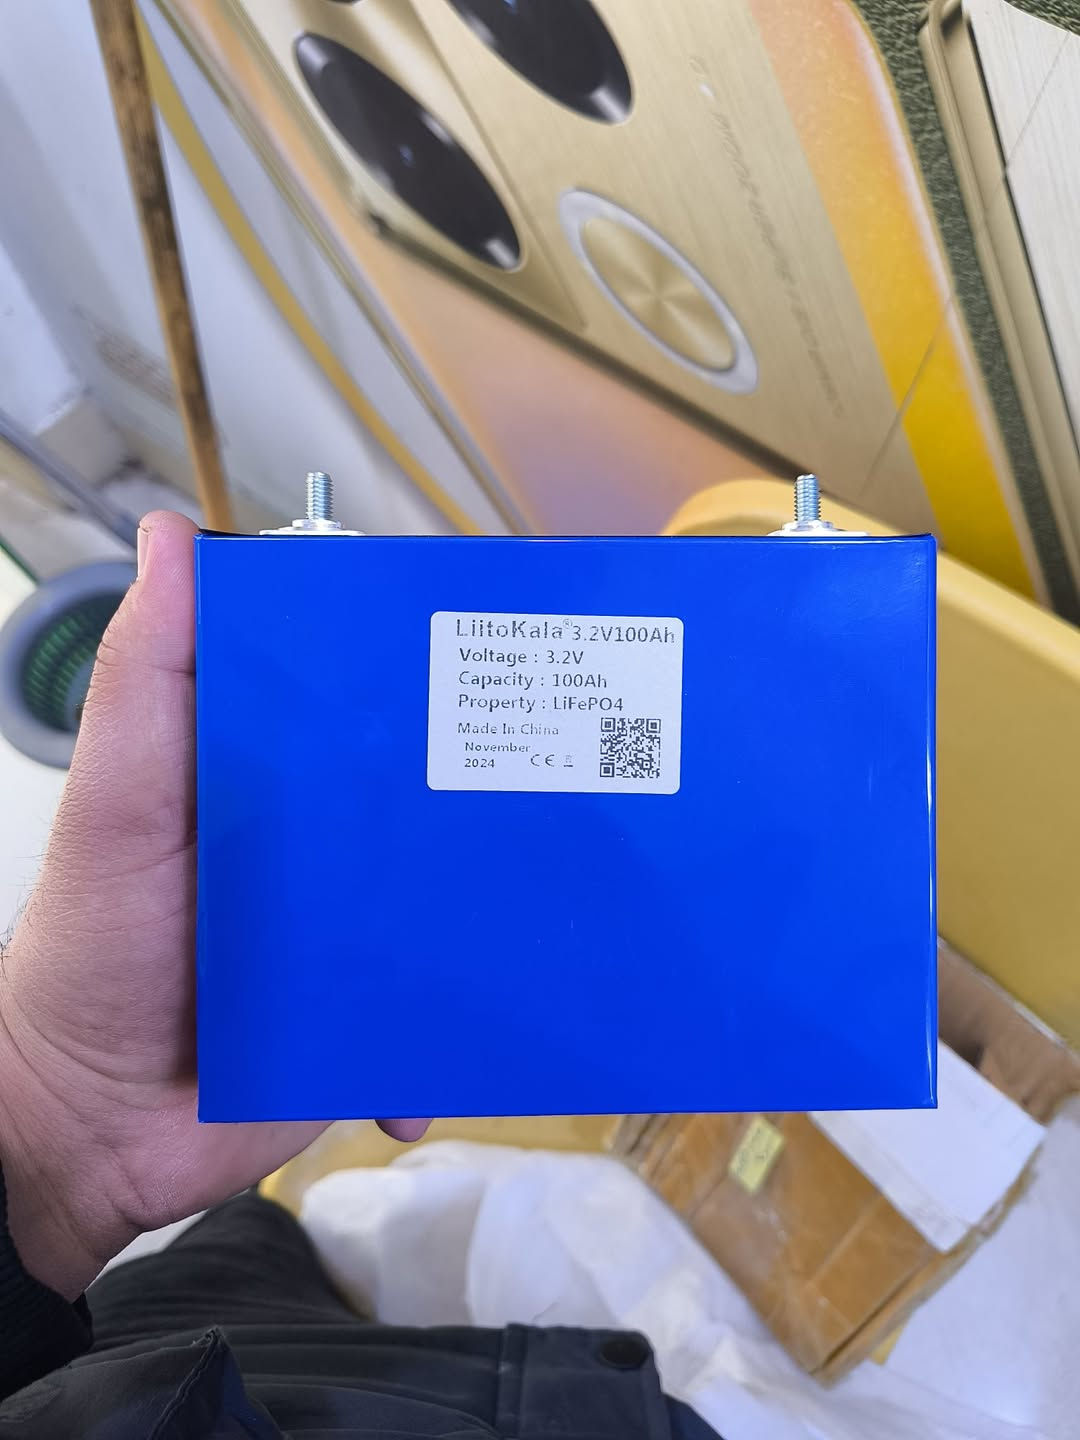 LiitoKala® 3.2V100Ah
Voltage : 3.2V
Capacity : 100Ah
Property : LiFePO4
Made In China
November
2024
CE